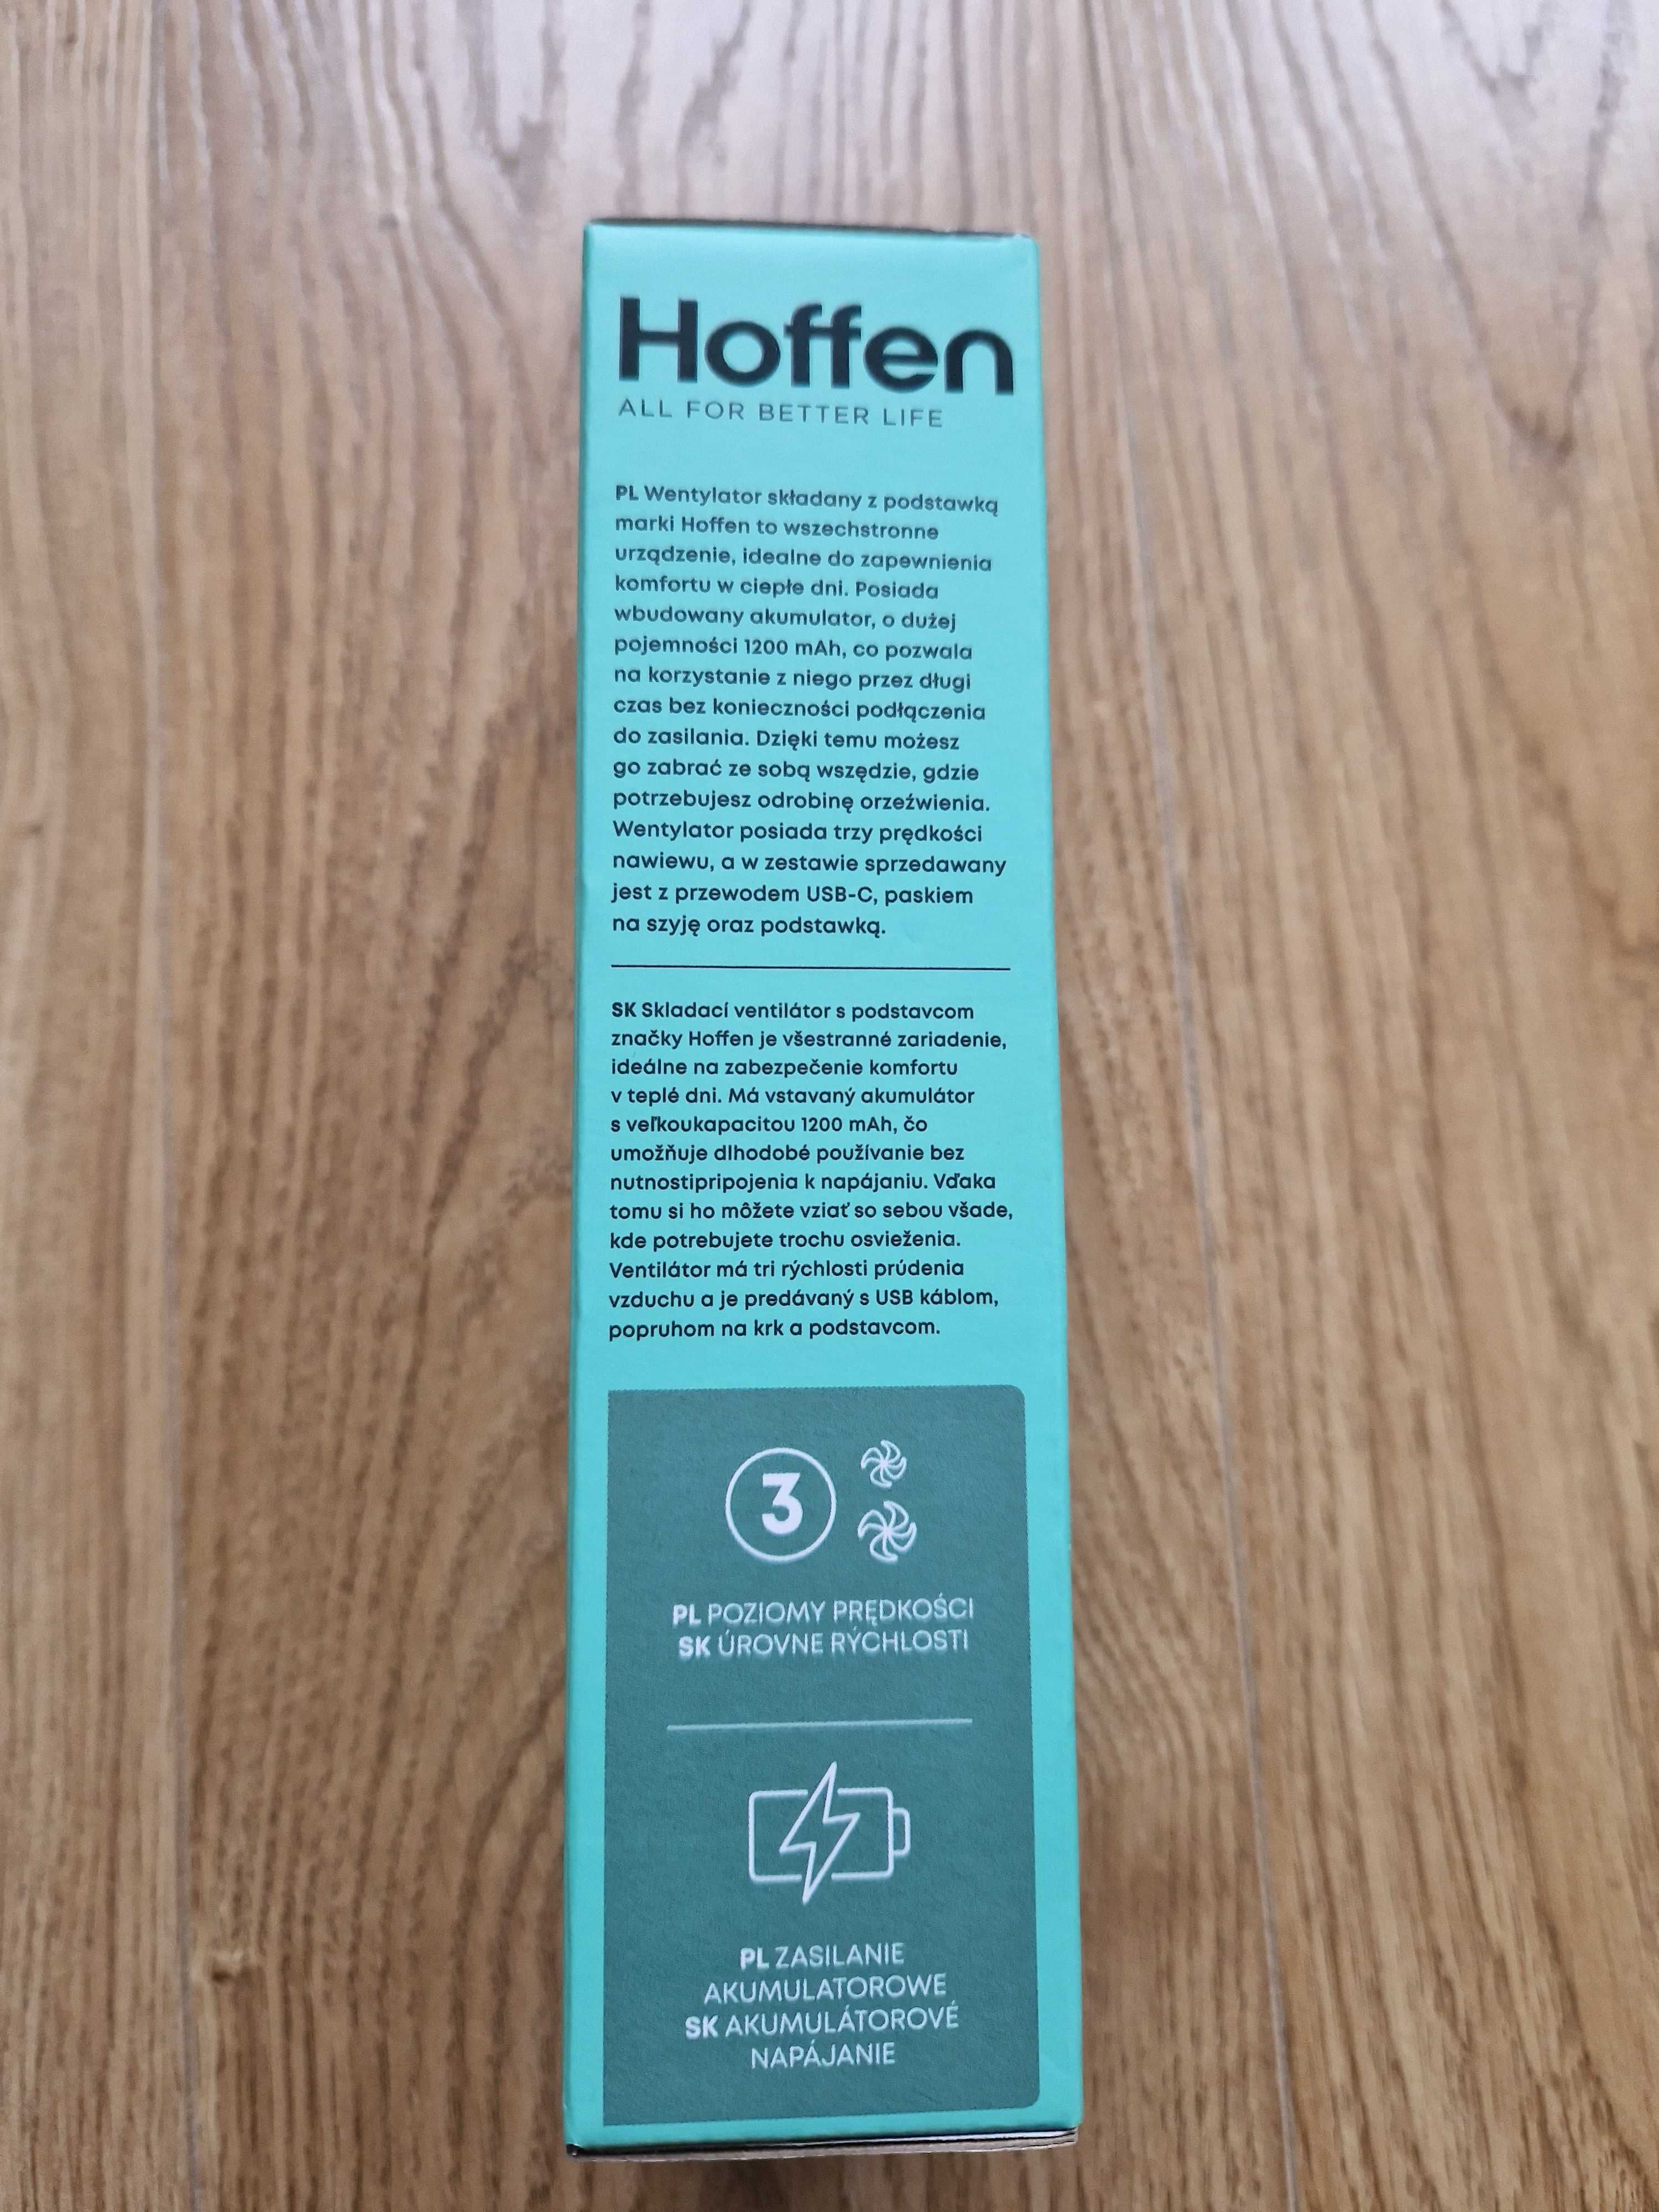 Hoffen
ALL FOR BETTER LIFE
PL Wentylator składany z podstawką
marki Hoffen to wszechstronne
urządzenie, idealne do zapewnienia
komfortu w ciepłe dni. Posiada
wbudowany akumulator, o dużej
pojemności 1200 mAh, co pozwala
na korzystanie z niego przez długi
czas bez konieczności podłączenia
do zasilania. Dzięki temu możesz
go zabrać ze sobą wszędzie, gdzie
potrzebujesz odrobinę orzeźwienia.
Wentylator posiada trzy prędkości
nawiewu, a w zestawie sprzedawany
jest z przewodem USB-C, paskiem
na szyję oraz podstawką.
SK Skladací ventilátor s podstavcom
značky Hoffen je všestranné zariadenie,
ideálne na zabezpečenie komfortu
v teplé dni. Má vstavaný akumulátor
s veľkoukapacitou 1200 mAh, čo
umožňuje dlhodobé používanie bez
nutnostipripojenia k napájaniu. Vďaka
tomu si ho môžete vziať so sebou všade,
kde potrebujete trochu osvieženia.
Ventilátor má tri rýchlosti prúdenia
vzduchu a je predávaný s USB káblom,
popruhom na krk a podstavcom.
3
PL POZIOMY PRĘDKOŚCI
SK ÚROVNE RÝCHLOSTI
PL ZASILANIE
AKUMULATOROWE
SK AKUMULÁTOROVÉ
NAPÁJANIE